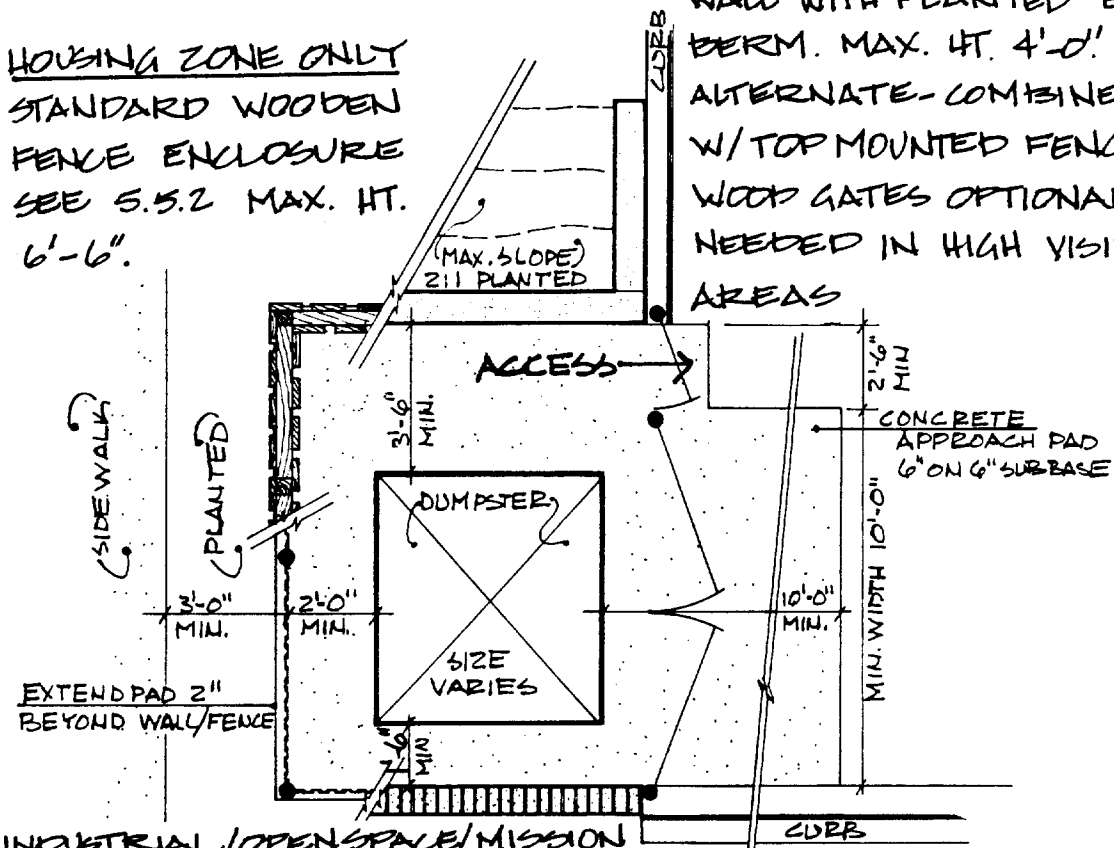 HOUSING ZONE ONLY
STANDARD WOODEN
FENCE ENCLOSURE
SEE 5.5.2 MAX. HT.
6'-6".
WALL WITH PLANTED
BERM. MAX. HT. 4'-0".
ALTERNATE-COMBINE
W/TOP MOUNTED FENC
WOOD GATES OPTIONAL
NEEDED IN HIGH VISI
AREAS
CURB
(MAX. SLOPE)
2:1 PLANTED
ACCESS
2'-6"
MIN
3'-6"
MIN.
CONCRETE
APPROACH PAD
6" ON 6" SUBBASE
SIDEWALK
PLANTED
DUMPSTER
3'-0"
MIN.
2'-0"
MIN.
10'-0"
MIN.
MIN. WIDTH 10'-0"
SIZE
VARIES
EXTEND PAD 2"
BEYOND WALL/FENCE
MIN
CURB
INDUSTRIAL/OPEN SPACE/MISSION